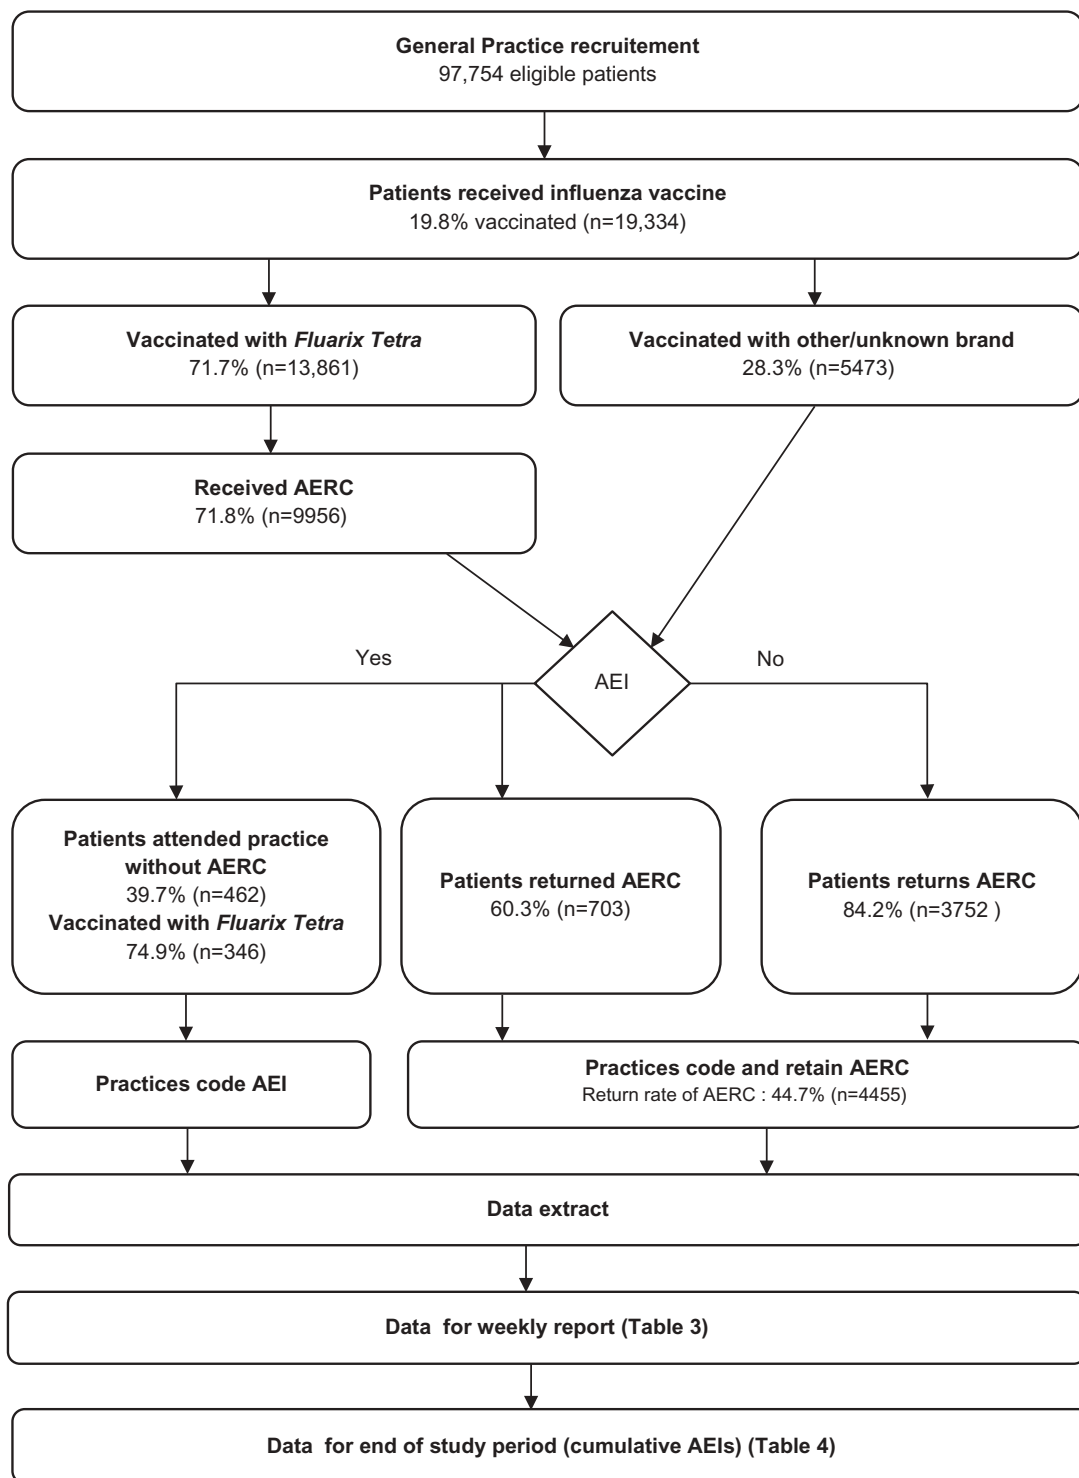 General Practice recruitement
97,754 eligible patients
Patients received influenza vaccine
19.8% vaccinated (n=19,334)
Vaccinated with Fluarix Tetra
71.7% (n=13,861)
Vaccinated with other/unknown brand
28.3% (n=5473)
Received AERC
71.8% (n=9956)
Yes
No
AEI
Patients attended practice
without AERC
39.7% (n=462)
Vaccinated with Fluarix Tetra
74.9% (n=346)
Patients returned AERC
60.3% (n=703)
Patients returns AERC
84.2% (n=3752 )
Practices code AEI
Practices code and retain AERC
Return rate of AERC : 44.7% (n=4455)
Data extract
Data  for weekly report (Table 3)
Data  for end of study period (cumulative AEIs) (Table 4)